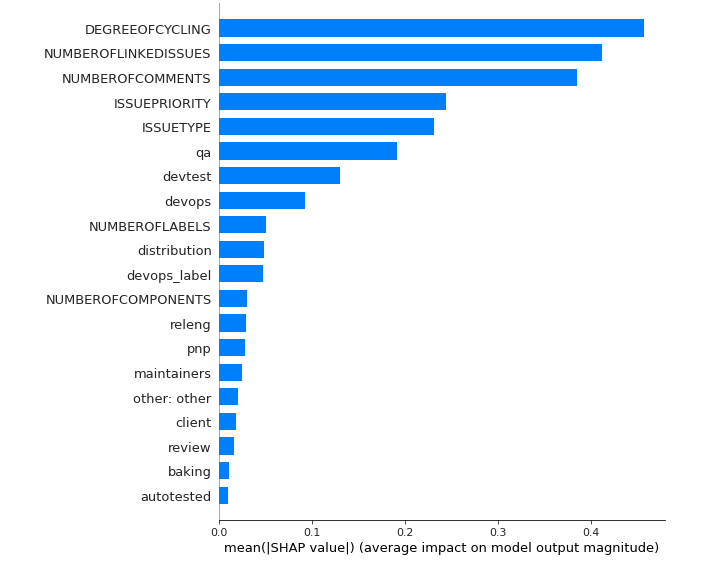 DEGREEOFCYCLING
NUMBEROFLINKEDISSUES
NUMBEROFCOMMENTS
ISSUEPRIORITY
ISSUETYPE
qa
devtest
devops
NUMBEROFLABELS
distribution
devops_label
NUMBEROFCOMPONENTS
releng
pnp
maintainers
other: other
client
review
baking
autotested
0.0 0.1 0.2 0.3 0.4
mean(|SHAP value|) (average impact on model output magnitude)